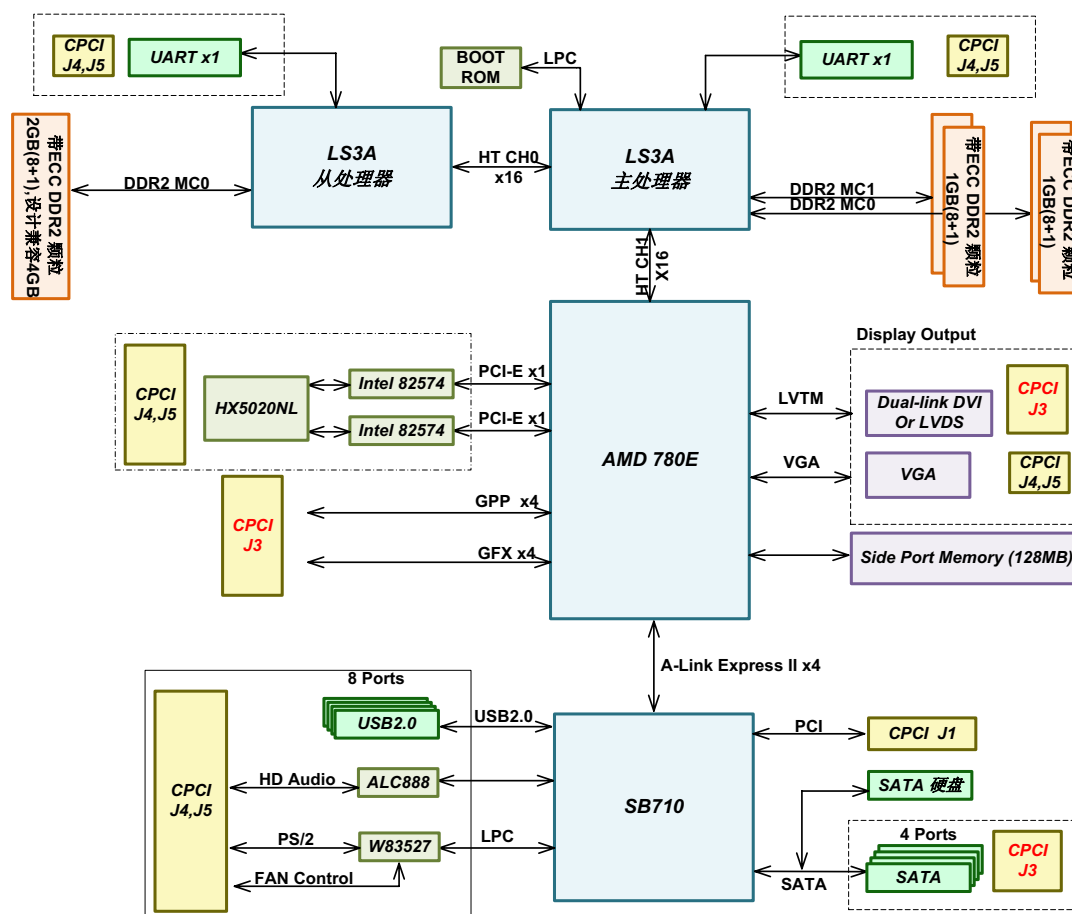 CPCI
J4,J5
UART x1
BOOT
ROM
LPC
UART x1
CPCI
J4,J5
带ECC DDR2 颗粒
2GB(8+1),设计兼容4GB
DDR2 MC0
LS3A
从处理器
HT CH0
x16
LS3A
主处理器
DDR2 MC1
DDR2 MC0
带ECC DDR2 颗粒
1GB(8+1)
带ECC DDR2 颗粒
1GB(8+1)
HT CH1
X16
CPCI
J4,J5
HX5020NL
Intel 82574
PCI-E x1
Intel 82574
PCI-E x1
CPCI
J3
GPP x4
GFX x4
AMD 780E
Display Output
LVTM
Dual-link DVI
Or LVDS
CPCI
J3
VGA
VGA
CPCI
J4,J5
Side Port Memory (128MB)
A-Link Express II x4
8 Ports
USB2.0
USB2.0
CPCI
J4,J5
HD Audio
ALC888
PS/2
W83527
LPC
FAN Control
SB710
PCI
CPCI J1
SATA 硬盘
SATA
4 Ports
SATA
CPCI
J3